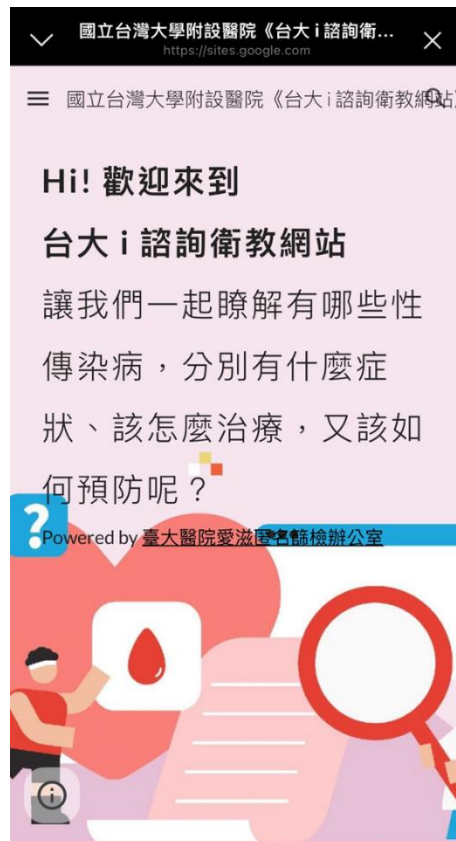 國立台灣大學附設醫院《台大 i 諮詢衛...
https://sites.google.com
國立台灣大學附設醫院《台大 i 諮詢衛教網站》
Hi! 歡迎來到
台大 i 諮詢衛教網站
讓我們一起瞭解有哪些性
傳染病，分別有什麼症
狀、該怎麼治療，又該如
何預防呢？
?
Powered by 臺大醫院愛滋匿名篩檢辦公室